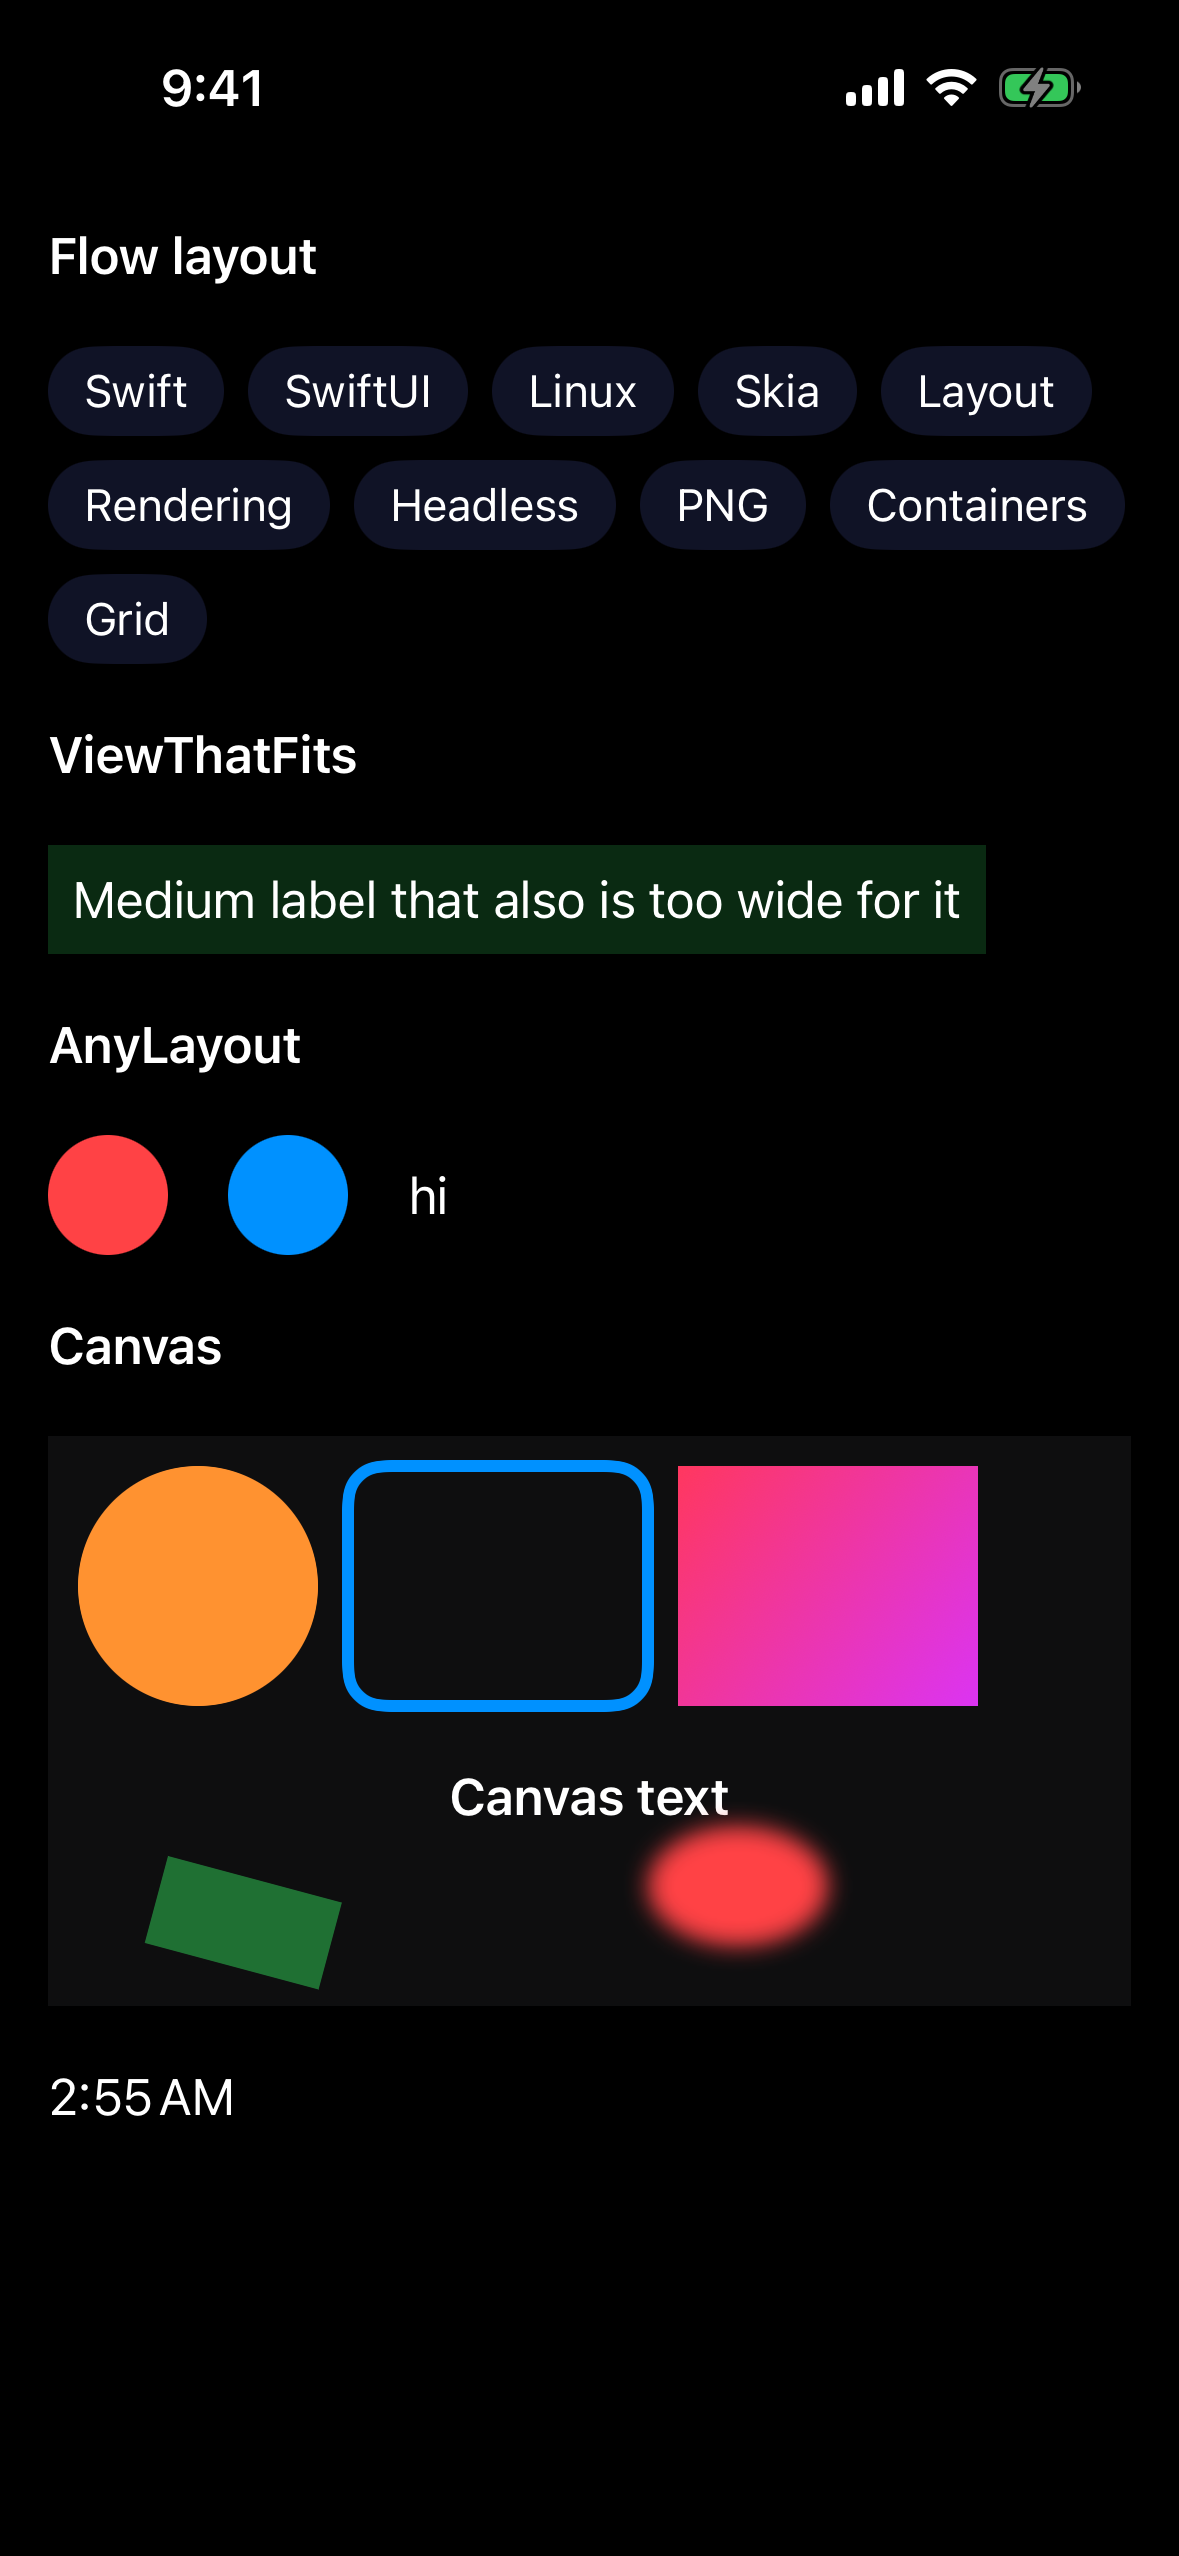 9:41
Flow layout
Swift SwiftUI Linux Skia Layout
Rendering Headless PNG Containers
Grid
ViewThatFits
Medium label that also is too wide for it
AnyLayout
hi
Canvas
Canvas text
2:55 AM